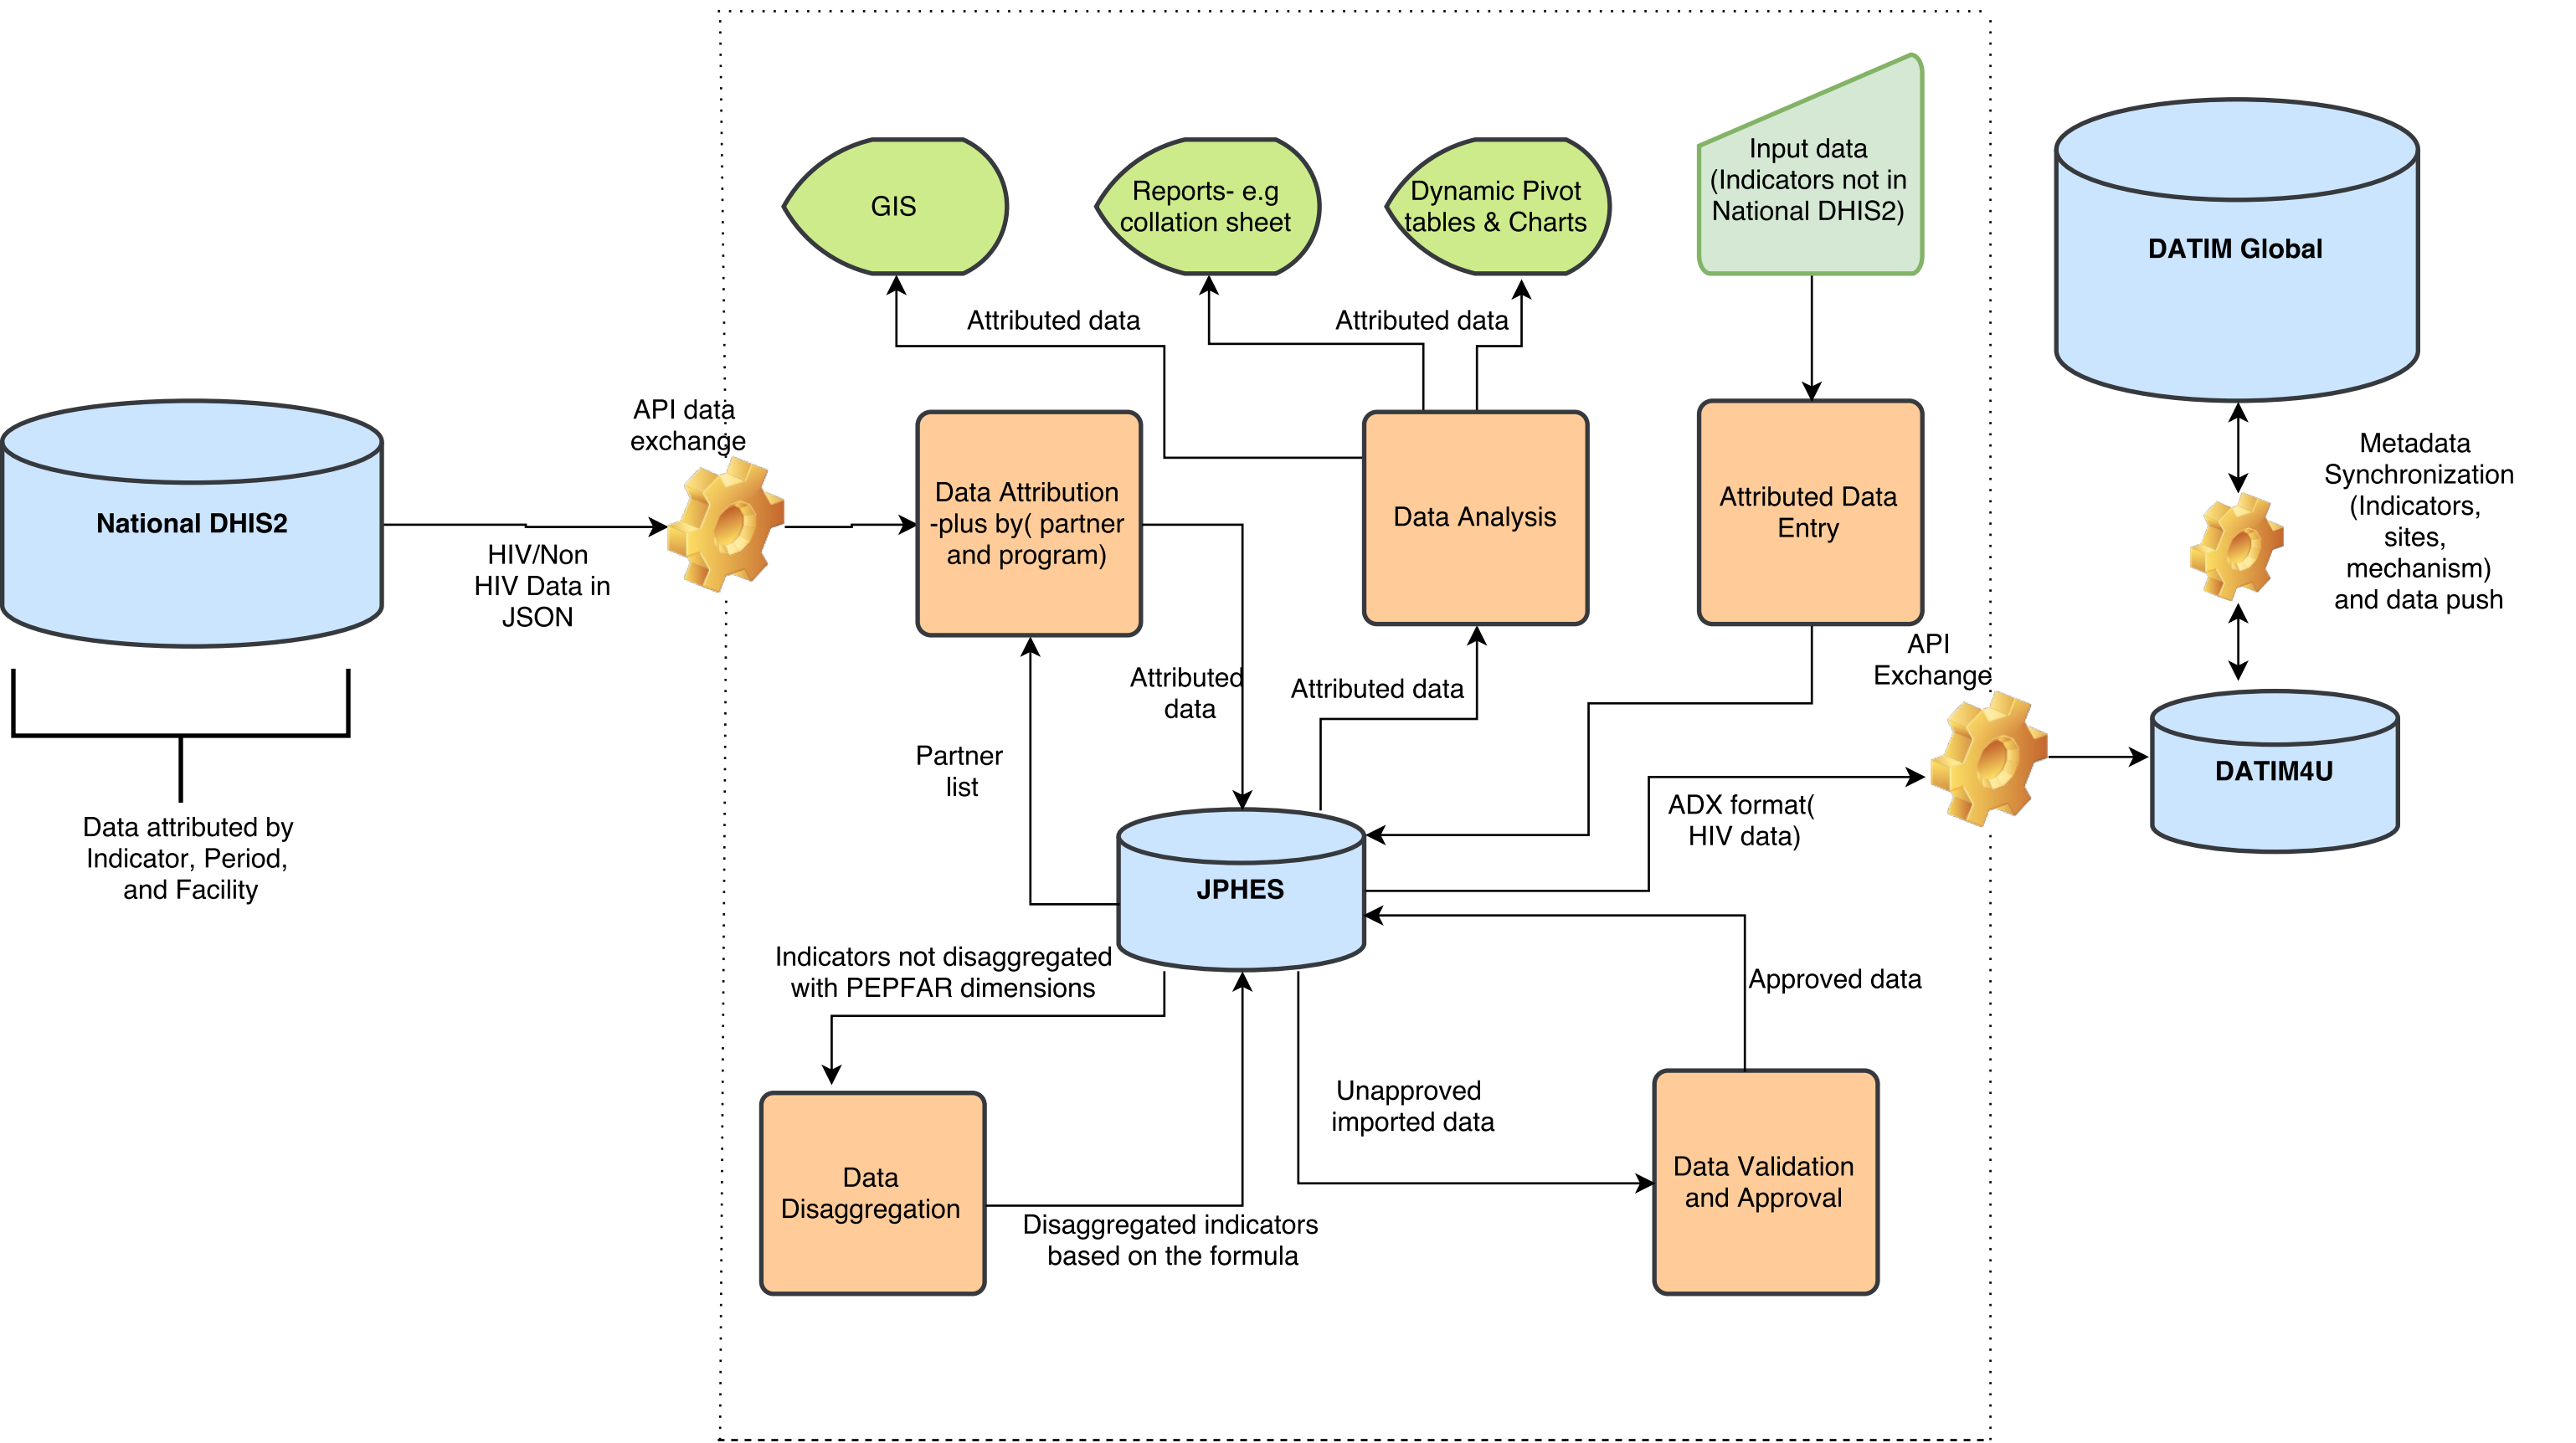 GIS
Reports- e.g
collation sheet
Dynamic Pivot
tables & Charts
Input data
(Indicators not in
National DHIS2)
DATIM Global
Attributed data
Attributed data
API data
exchange
National DHIS2
HIV/Non
HIV Data in
JSON
Data Attribution
-plus by( partner
and program)
Data Analysis
Attributed Data
Entry
Metadata
Synchronization
(Indicators,
sites,
mechanism)
and data push
API
Exchange
Attributed
data
Attributed data
Partner
list
DATIM4U
ADX format(
HIV data)
Data attributed by
Indicator, Period,
and Facility
JPHES
Indicators not disaggregated
with PEPFAR dimensions
Approved data
Unapproved
imported data
Data
Disaggregation
Data Validation
and Approval
Disaggregated indicators
based on the formula